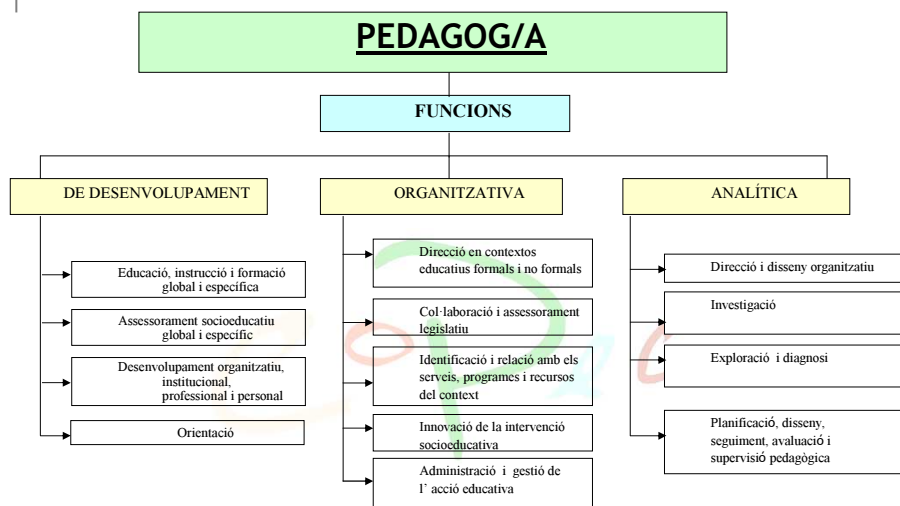 PEDAGOG/A
FUNCIONS
DE DESENVOLUPAMENT
Educació, instrucció i formació
global i específica
Assessorament socioeducatiu
global i específic
Desenvolupament organitzatiu,
institucional,
professional i personal
Orientació
ORGANITZATIVA
Direcció en contextos
educatius formals i no formals
Col·laboració i assessorament
legislatiu
Identificació i relació amb els
serveis, programes i recursos
del context
Innovació de la intervenció
socioeducativa
Administració i gestió de
l’ acció educativa
ANALÍTICA
Direcció i disseny organitzatiu
Investigació
Exploració i diagnosi
Planificació, disseny,
seguiment, avaluació i
supervisió pedagògica